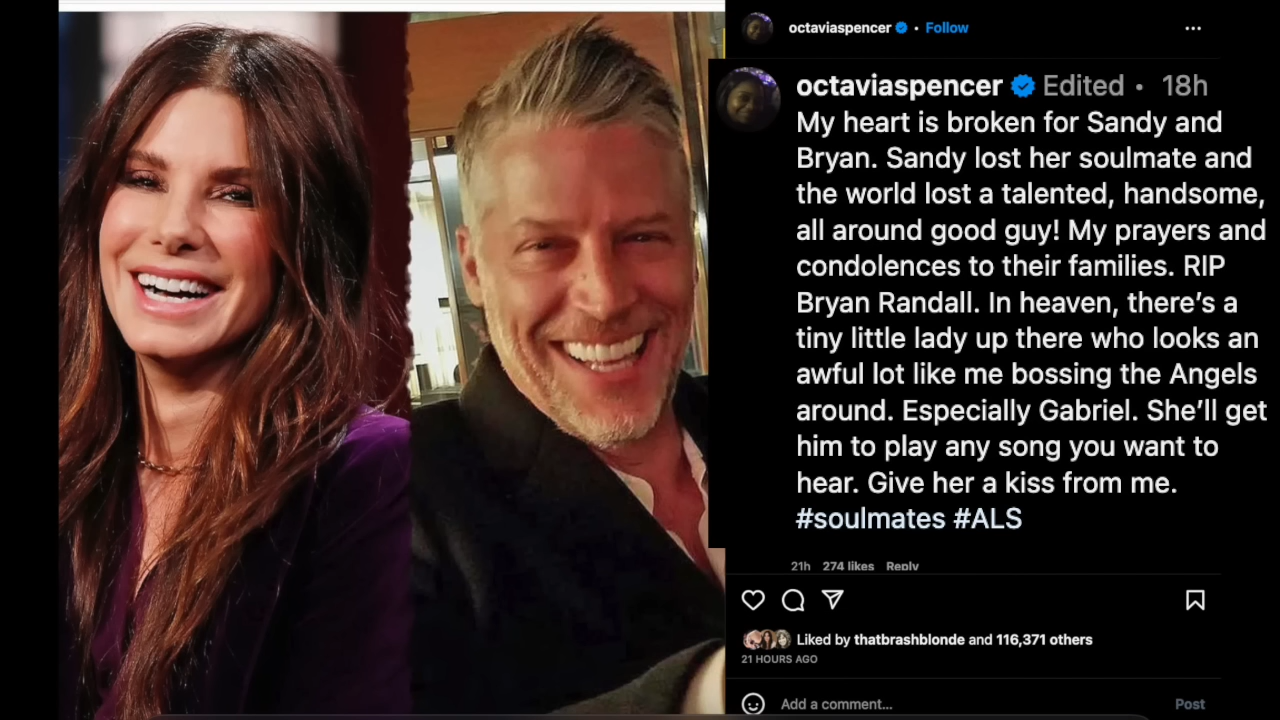 octaviaspencer • Follow
octaviaspencer Edited • 18h
My heart is broken for Sandy and
Bryan. Sandy lost her soulmate and
the world lost a talented, handsome,
all around good guy! My prayers and
condolences to their families. RIP
Bryan Randall. In heaven, there’s a
tiny little lady up there who looks an
awful lot like me bossing the Angels
around. Especially Gabriel. She’ll get
him to play any song you want to
hear. Give her a kiss from me.
#soulmates #ALS
21h 274 likes Reply
Liked by thatbrashblonde and 116,371 others
21 HOURS AGO
Add a comment... Post